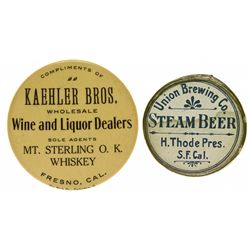 COMPLIMENTS OF
KAEHLER BROS.
WHOLESALE
Wine and Liquor Dealers
SOLE AGENTS
MT. STERLING O. K.
WHISKEY
FRESNO, CAL.
Union Brewing Co.
STEAM BEER
H. Thode Pres.
S.F. Cal.